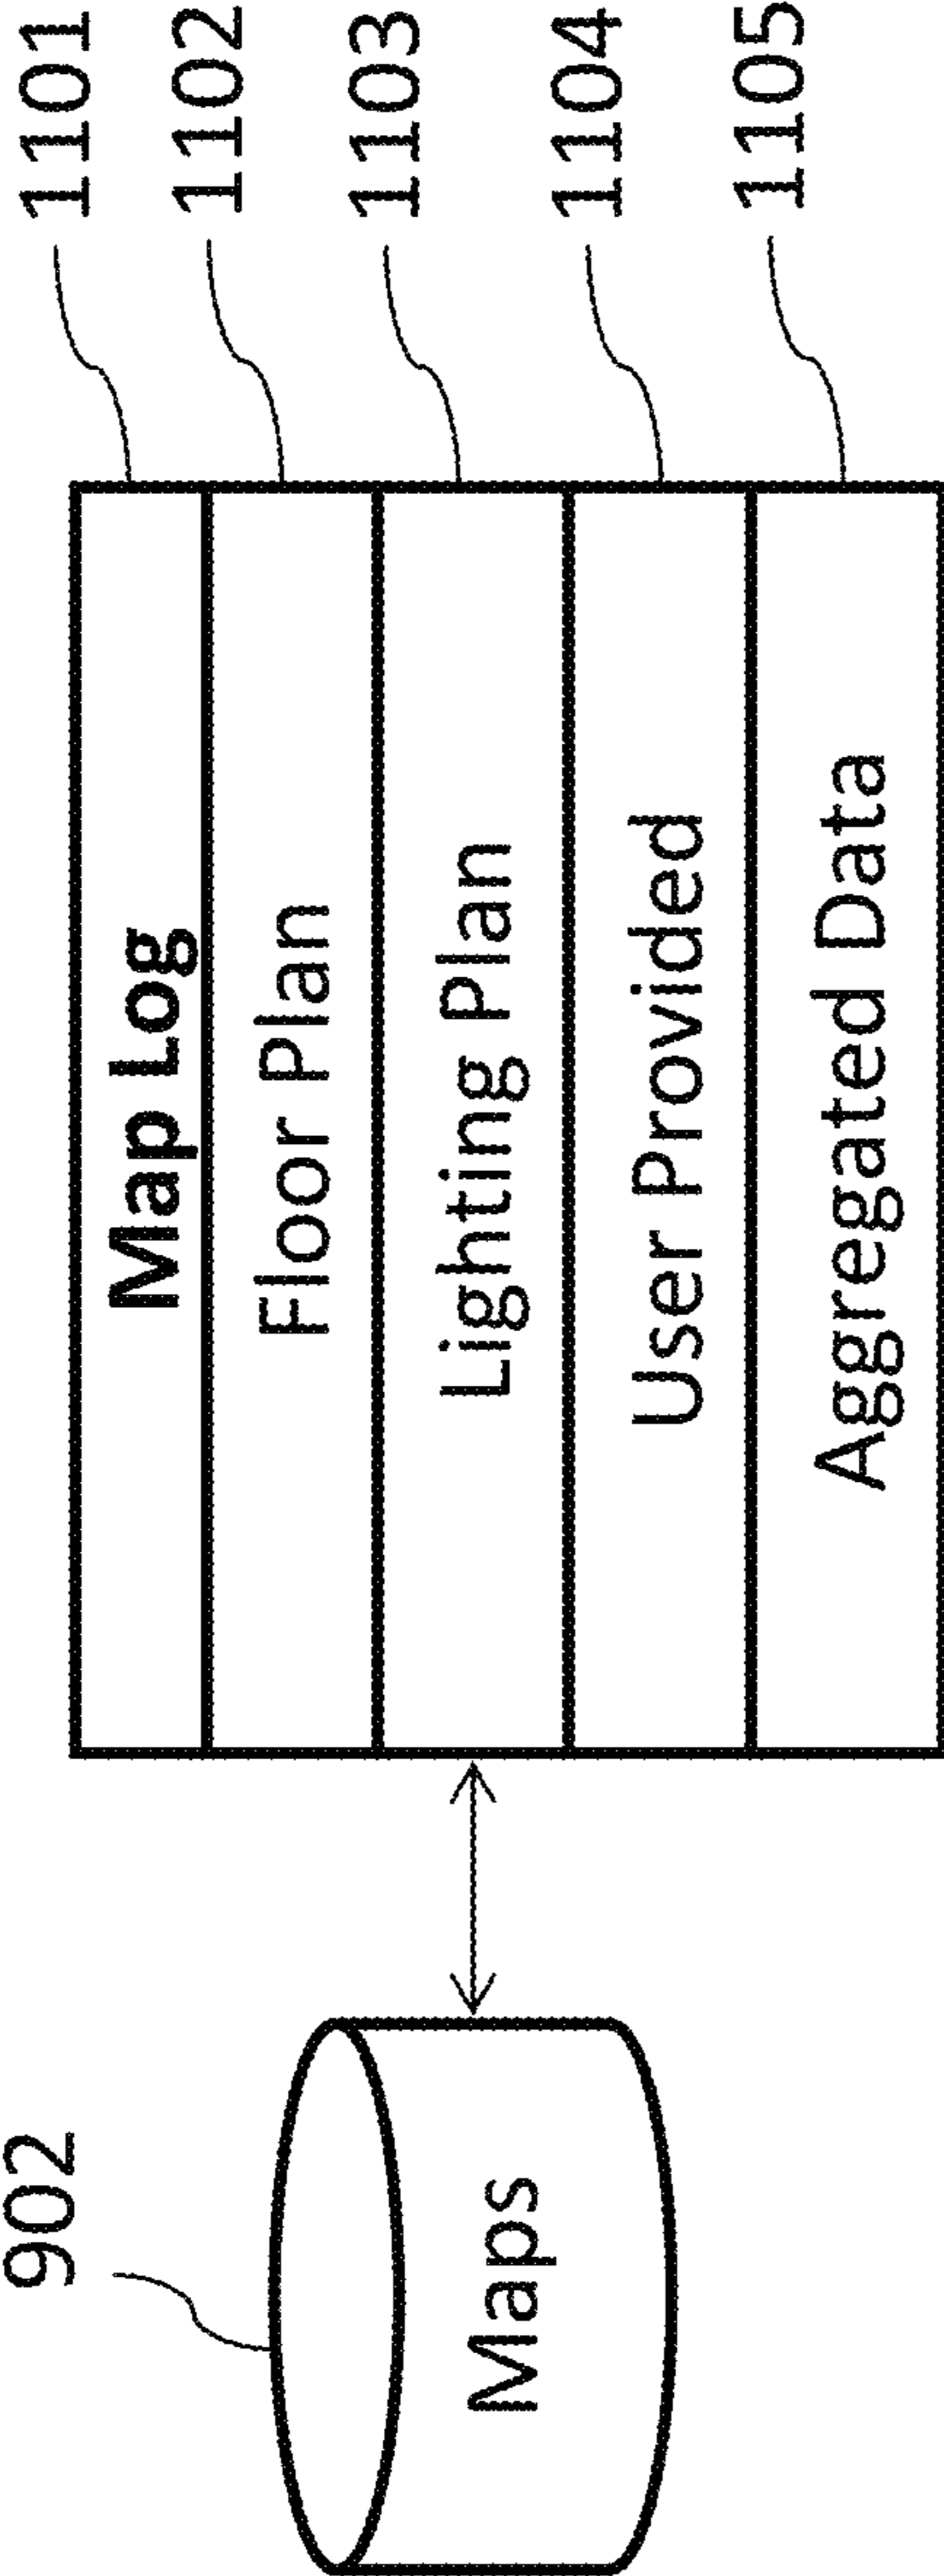 902
Maps
Map Log 1101
Floor Plan 1102
Lighting Plan 1103
User Provided 1104
Aggregated Data 1105